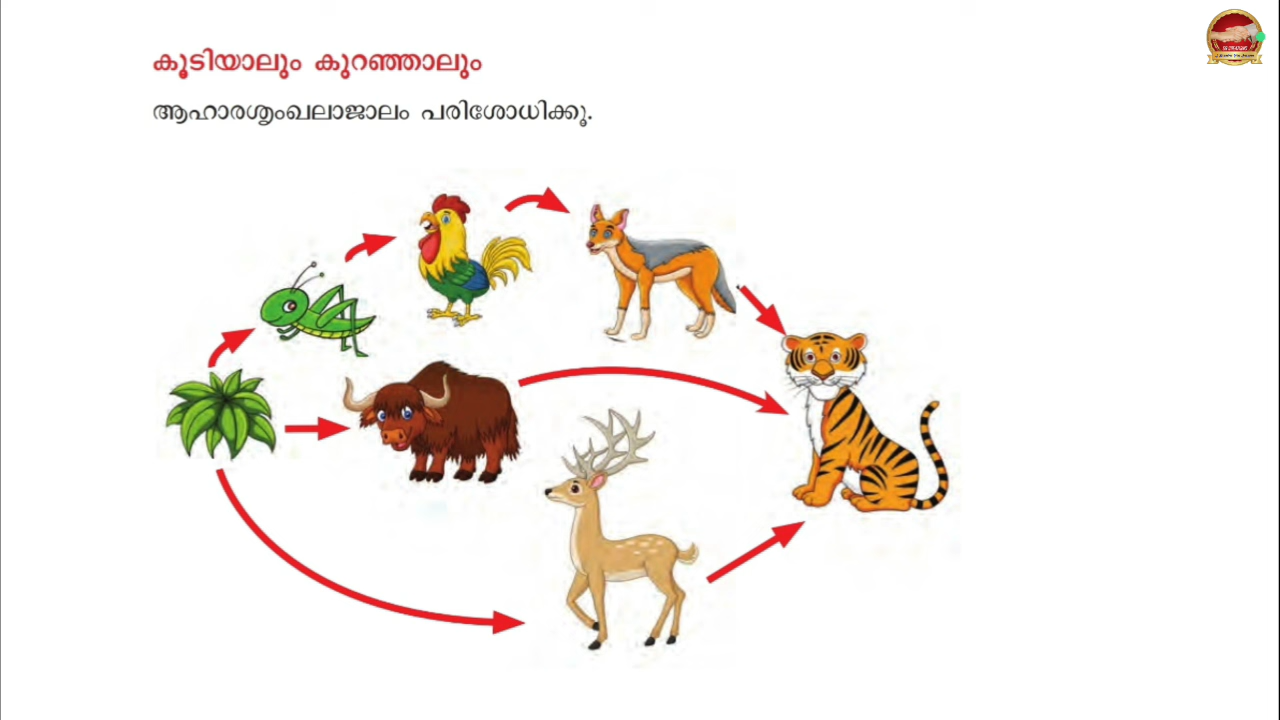 കൂടിയാലും കുറഞ്ഞാലും
ആഹാരശൃംഖലാജാലം പരിശോധിക്കൂ.